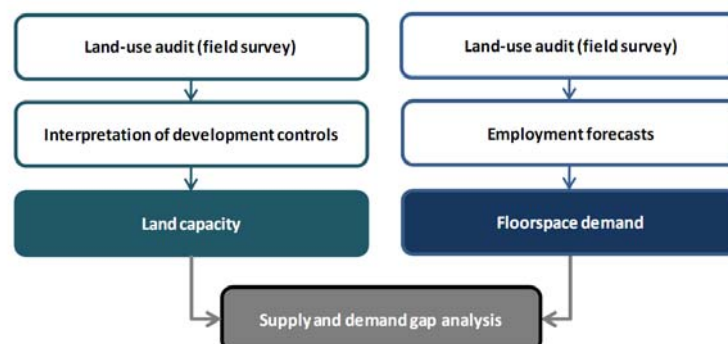 Land-use audit (field survey)
Land-use audit (field survey)
Interpretation of development controls
Employment forecasts
Land capacity
Floorspace demand
Supply and demand gap analysis